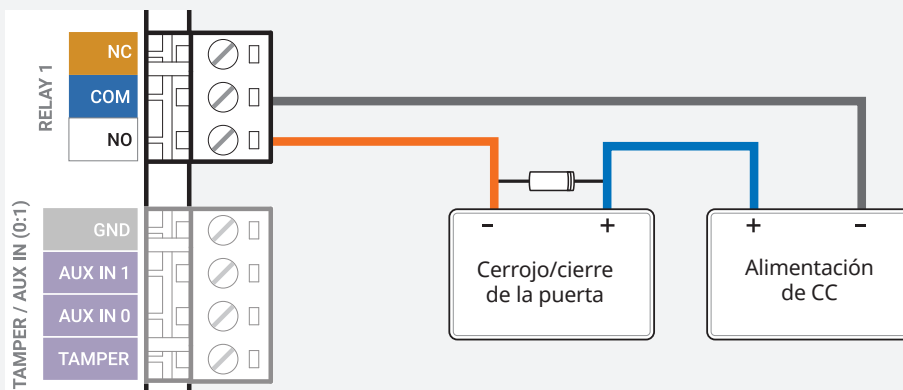 RELAY 1
NC
COM
NO
TAMPER / AUX IN (0:1)
GND
AUX IN 1
AUX IN 0
TAMPER
- +
Cerrojo/cierre
de la puerta
+ -
Alimentación
de CC